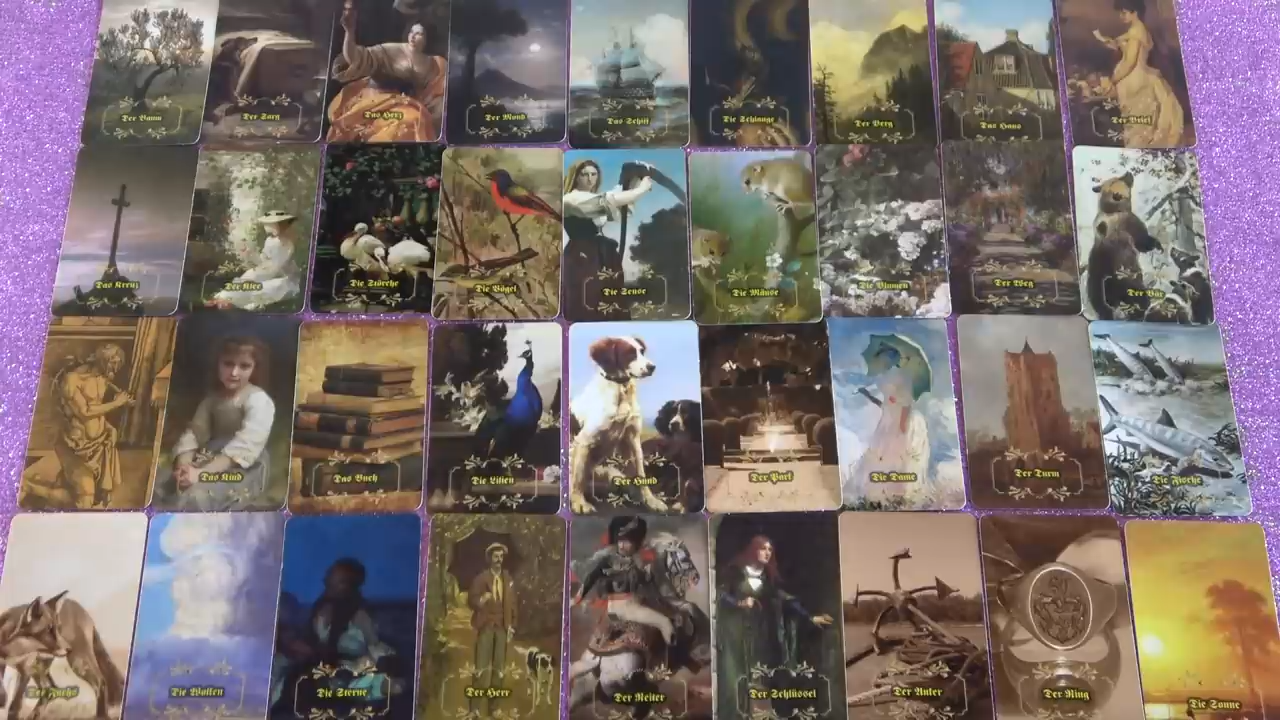 Der Baum
Der Sarg
Das Herz
Der Mond
Das Schiff
Die Schlange
Der Berg
Das Haus
Der Brief
Das Kreuz
Der Klee
Die Störche
Die Vögel
Die Sense
Die Mäuse
Die Blumen
Der Weg
Der Bär
Das Kind
Das Buch
Die Lilien
Der Hund
Der Park
Die Dame
Der Turm
Die Fische
Der Fuchs
Die Wolken
Die Sterne
Der Herr
Der Reiter
Der Schlüssel
Der Anker
Der Ring
Die Sonne